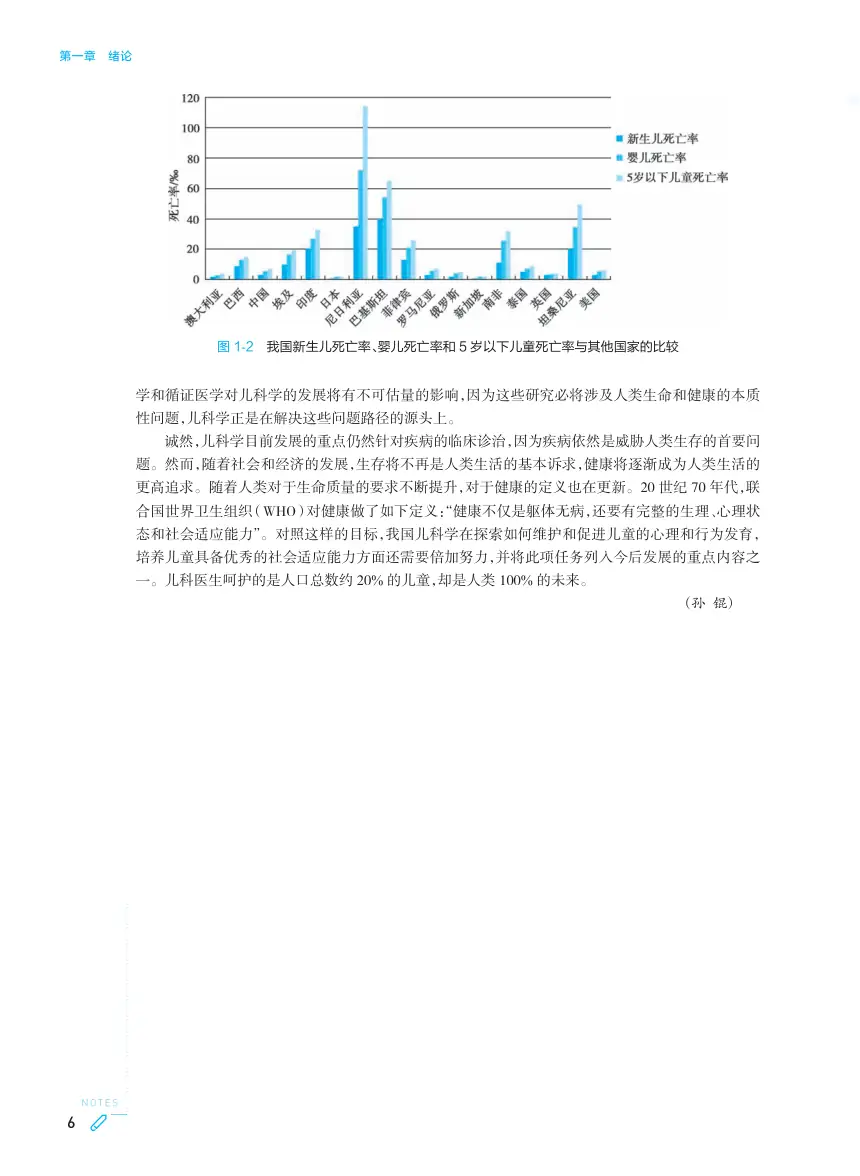 第一章 绪论
120
100
80
60
40
20
0
死亡率/‰
新生儿死亡率
婴儿死亡率
5岁以下儿童死亡率
澳大利亚
巴西
中国
埃及
印度
日本
尼日利亚
巴基斯坦
菲律宾
罗马尼亚
俄罗斯
新加坡
南非
泰国
英国
坦桑尼亚
美国
图 1-2 我国新生儿死亡率、婴儿死亡率和 5 岁以下儿童死亡率与其他国家的比较
学和循证医学对儿科学的发展将有不可估量的影响,因为这些研究必将涉及人类生命和健康的本质
性问题,儿科学正是在解决这些问题路径的源头上。
诚然,儿科学目前发展的重点仍然针对疾病的临床诊治,因为疾病依然是威胁人类生存的首要问
题。然而,随着社会和经济的发展,生存将不再是人类生活的基本诉求,健康将逐渐成为人类生活的
更高追求。随着人类对于生命质量的要求不断提升,对于健康的定义也在更新。20 世纪 70 年代,联
合国世界卫生组织(WHO)对健康做了如下定义:“健康不仅是躯体无病,还要有完整的生理、心理状
态和社会适应能力”。对照这样的目标,我国儿科学在探索如何维护和促进儿童的心理和行为发育,
培养儿童具备优秀的社会适应能力方面还需要倍加努力,并将此项任务列入今后发展的重点内容之
一。儿科医生呵护的是人口总数约 20% 的儿童,却是人类 100% 的未来。
(孙 锟)
NOTES
6